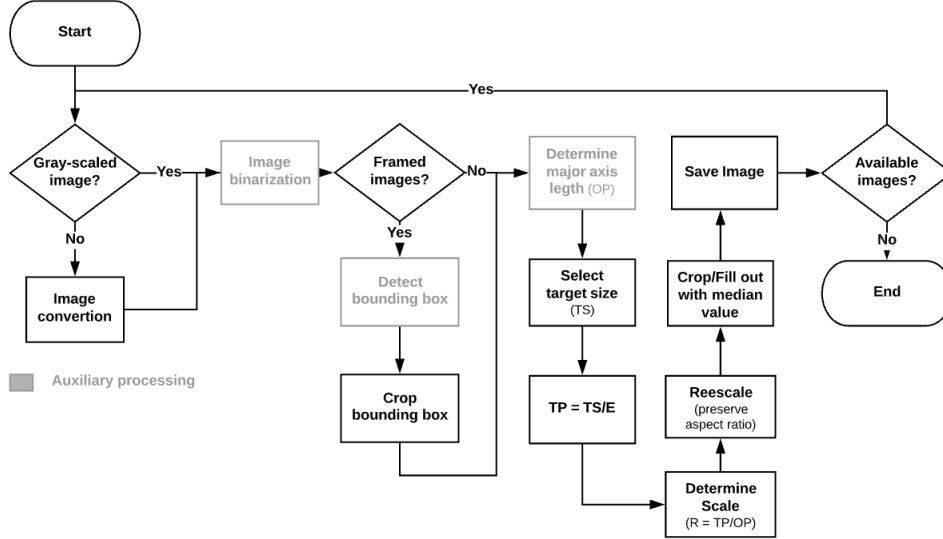 Start
Yes
Gray-scaled
image?
Yes
No
Image
convertion
Image
binarization
Framed
images?
No
Yes
Detect
bounding box
Crop
bounding box
Determine
major axis
legth (OP)
Select
target size
(TS)
TP = TS/E
Determine
Scale
(R = TP/OP)
Reescale
(preserve
aspect ratio)
Crop/Fill out
with median
value
Save Image
Available
images?
No
End
Auxiliary processing